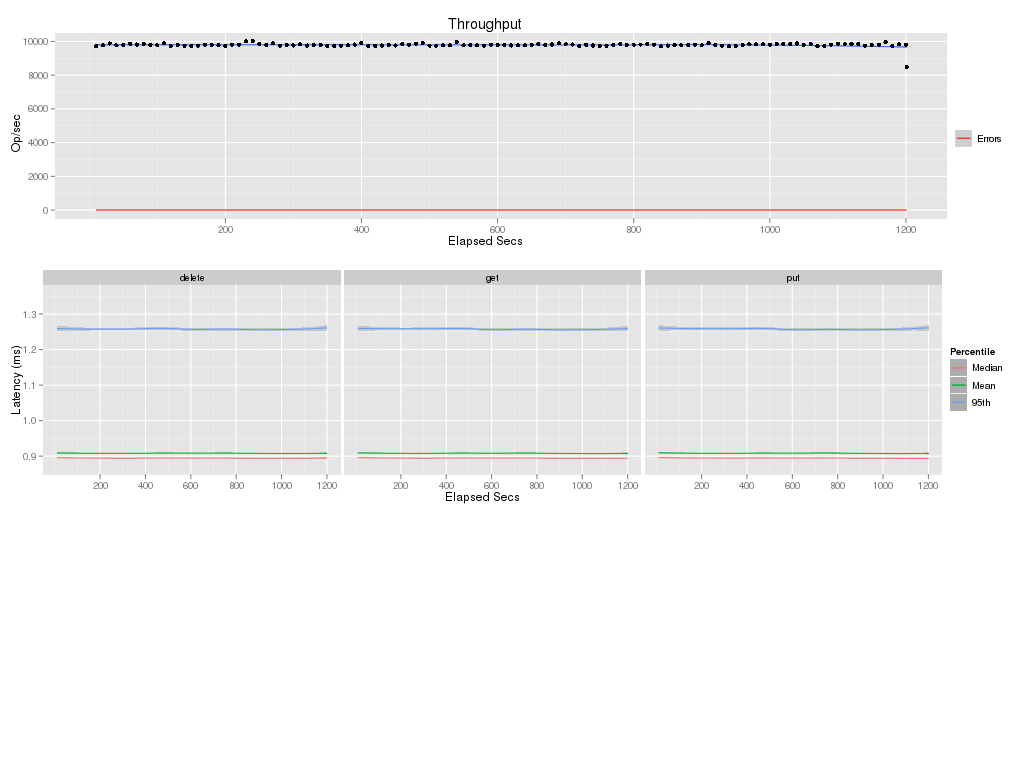 Throughput
10000
8000
6000
4000
2000
0
Op/sec
200 400 600 800 1000 1200
Elapsed Secs
Errors
delete get put
1.3
1.2
1.1
1.0
0.9
Latency (ms)
200 400 600 800 1000 1200 200 400 600 800 1000 1200 200 400 600 800 1000 1200
Elapsed Secs
Percentile
Median
Mean
95th